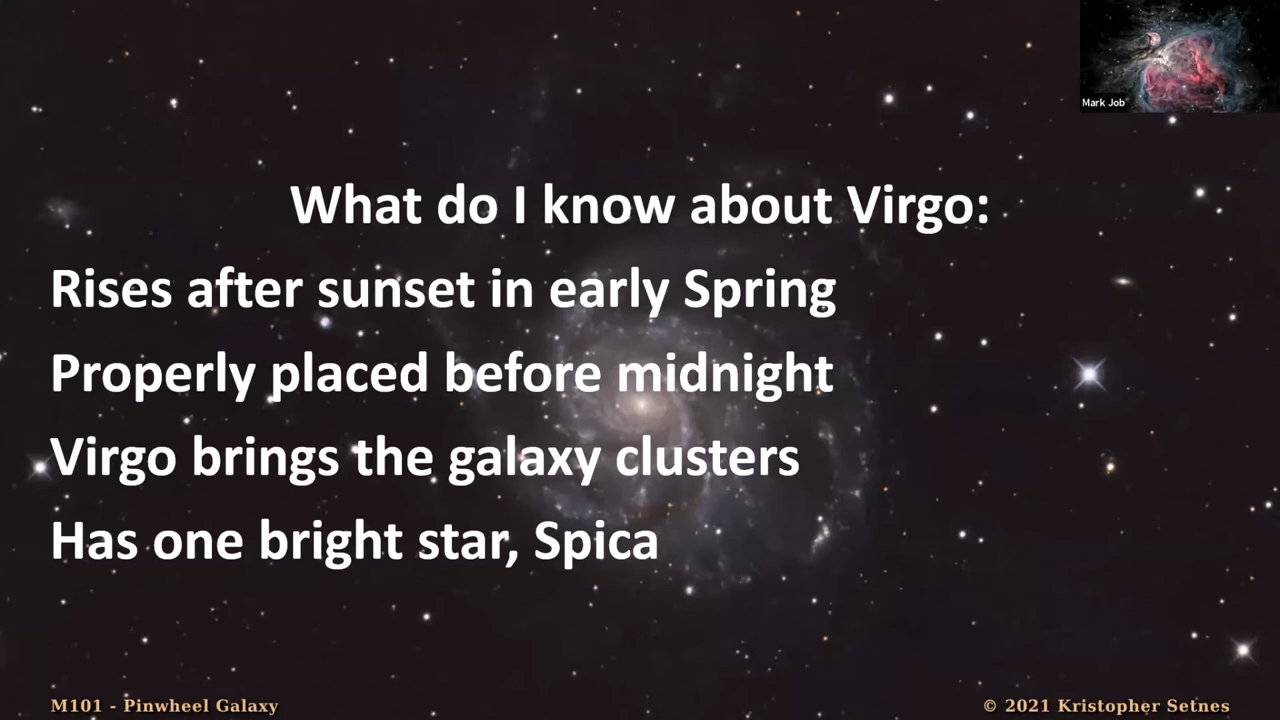 Mark Job
What do I know about Virgo:
Rises after sunset in early Spring
Properly placed before midnight
Virgo brings the galaxy clusters
Has one bright star, Spica
M101 - Pinwheel Galaxy
© 2021 Kristopher Setnes